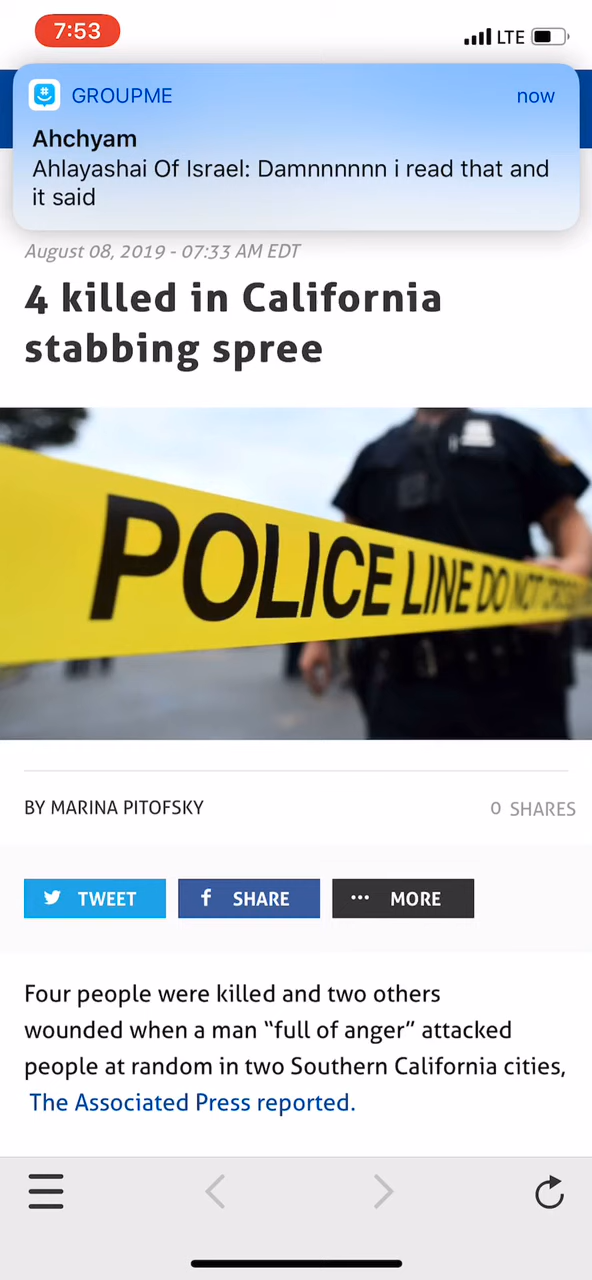 7:53
LTE
GROUPME
now
Ahchyam
Ahlayashai Of Israel: Damnnnnnn i read that and
it said
August 08, 2019 - 07:33 AM EDT
4 killed in California
stabbing spree
POLICE LINE DO NOT CROSS
BY MARINA PITOFSKY
0 SHARES
TWEET
SHARE
MORE
Four people were killed and two others
wounded when a man “full of anger” attacked
people at random in two Southern California cities,
The Associated Press reported.